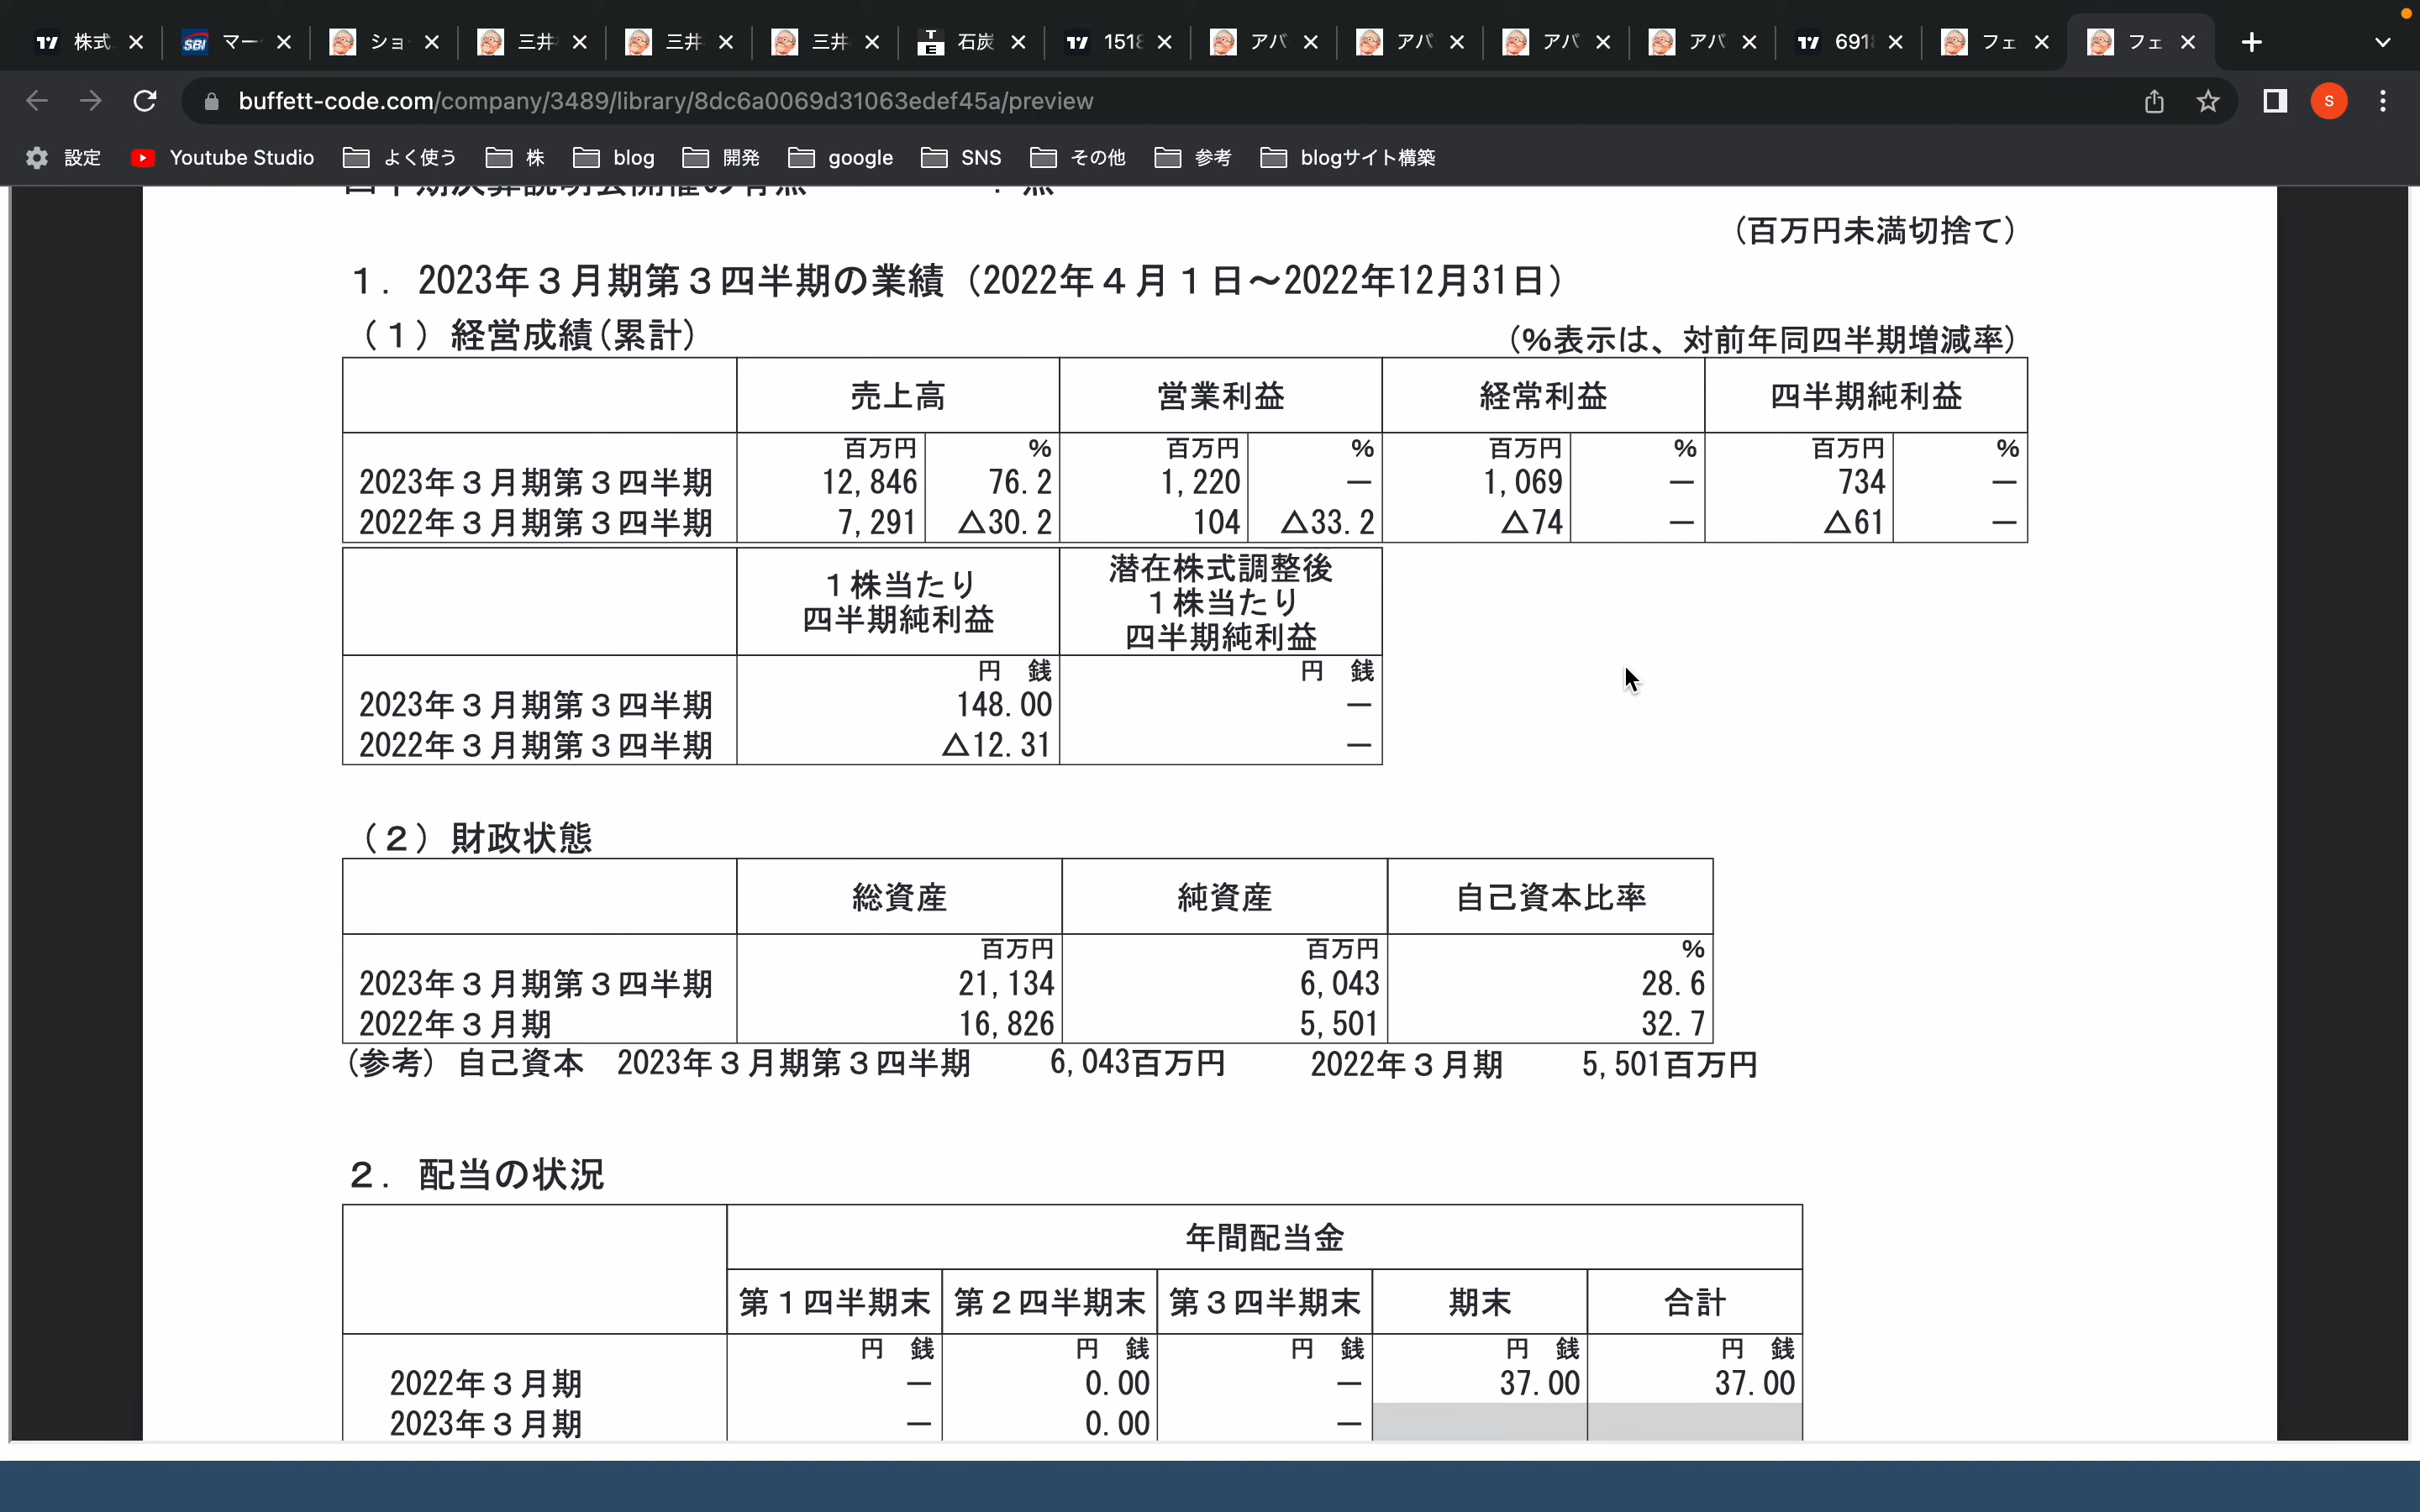 株式
SBI マー
ショ
三井
三井
三井
TE 石炭
1518
アバ
アバ
アバ
アバ
691
フェ
フェ
buffett-code.com/company/3489/library/8dc6a0069d31063edef45a/preview
S
設定 Youtube Studio よく使う 株 blog 開発 google SNS その他 参考 blogサイト構築
四半期決算説明会開催の有無 : 無
(百万円未満切捨て)
1. 2023年3月期第3四半期の業績(2022年4月1日~2022年12月31日)
(1)経営成績(累計) (%表示は、対前年同四半期増減率)
売上高 営業利益 経常利益 四半期純利益
百万円 % 百万円 % 百万円 % 百万円 %
2023年3月期第3四半期 12,846 76.2 1,220 — 1,069 — 734 —
2022年3月期第3四半期 7,291 △30.2 104 △33.2 △74 — △61 —
1株当たり
四半期純利益
潜在株式調整後
1株当たり
四半期純利益
円 銭 円 銭
2023年3月期第3四半期 148.00 —
2022年3月期第3四半期 △12.31 —
(2)財政状態
総資産 純資産 自己資本比率
百万円 百万円 %
2023年3月期第3四半期 21,134 6,043 28.6
2022年3月期 16,826 5,501 32.7
(参考)自己資本 2023年3月期第3四半期 6,043百万円 2022年3月期 5,501百万円
2. 配当の状況
年間配当金
第1四半期末 第2四半期末 第3四半期末 期末 合計
円 銭 円 銭 円 銭 円 銭 円 銭
2022年3月期 — 0.00 — 37.00 37.00
2023年3月期 — 0.00 —